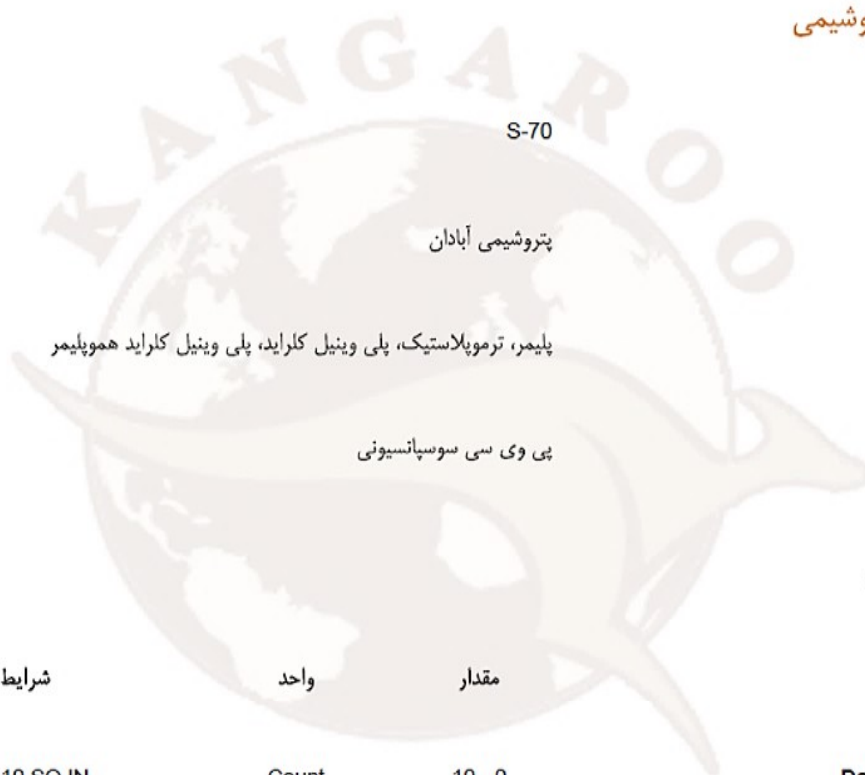 KANGAROO
S-70
پتروشیمی آبادان
پلیمر، ترموپلاستیک، پلی وینیل کلراید، پلی وینیل کلراید هموپلیمر
پی وی سی سوسپانسیونی
مقدار واحد شرایط